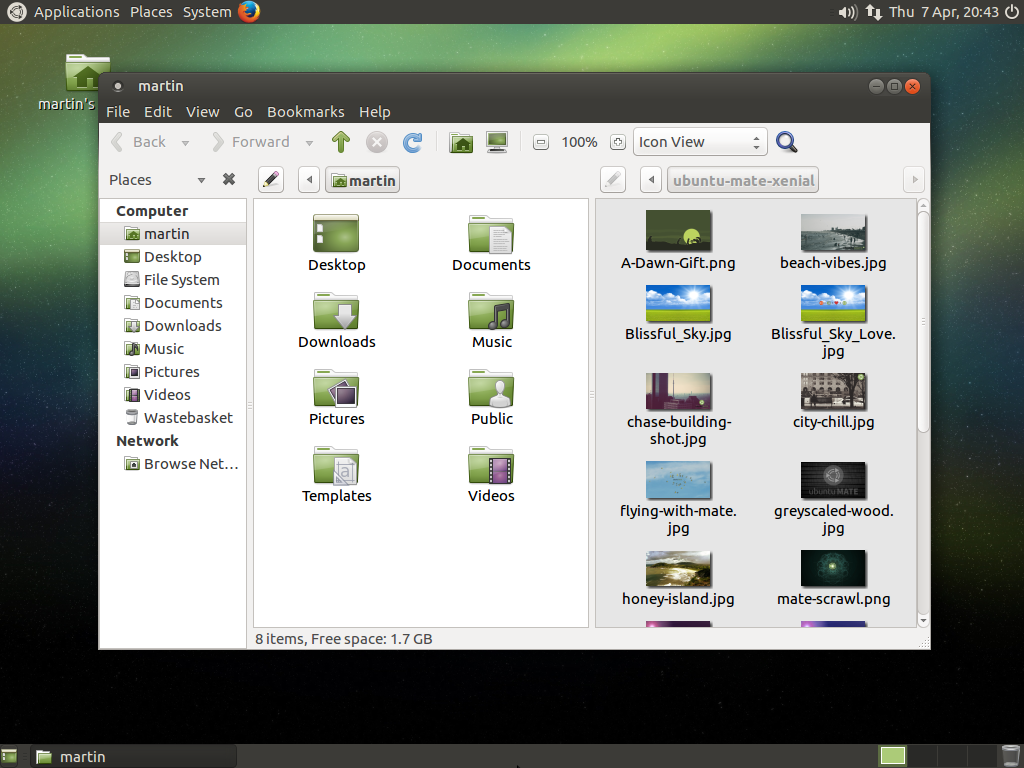 Applications Places System
Thu 7 Apr, 20:43
martin's
martin
File Edit View Go Bookmarks Help
Back Forward 100% Icon View
Places martin ubuntu-mate-xenial
Computer
martin
Desktop
File System
Documents
Downloads
Music
Pictures
Videos
Wastebasket
Network
Browse Net...
Desktop
Documents
Downloads
Music
Pictures
Public
Templates
Videos
A-Dawn-Gift.png
beach-vibes.jpg
Blissful_Sky.jpg
Blissful_Sky_Love.
jpg
chase-building-
shot.jpg
city-chill.jpg
flying-with-mate.
jpg
ubuntu MATE
greyscaled-wood.
jpg
honey-island.jpg
mate-scrawl.png
8 items, Free space: 1.7 GB
martin